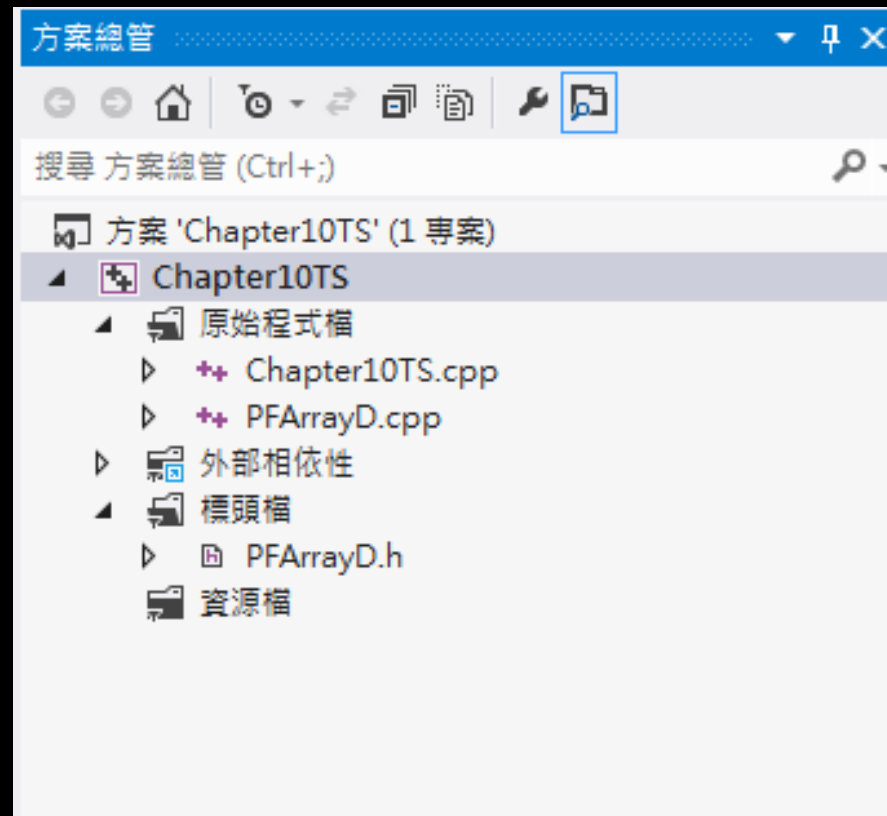 方案總管
搜尋 方案總管 (Ctrl+;)
方案 'Chapter10TS' (1 專案)
Chapter10TS
原始程式檔
Chapter10TS.cpp
PFArrayD.cpp
外部相依性
標頭檔
PFArrayD.h
資源檔